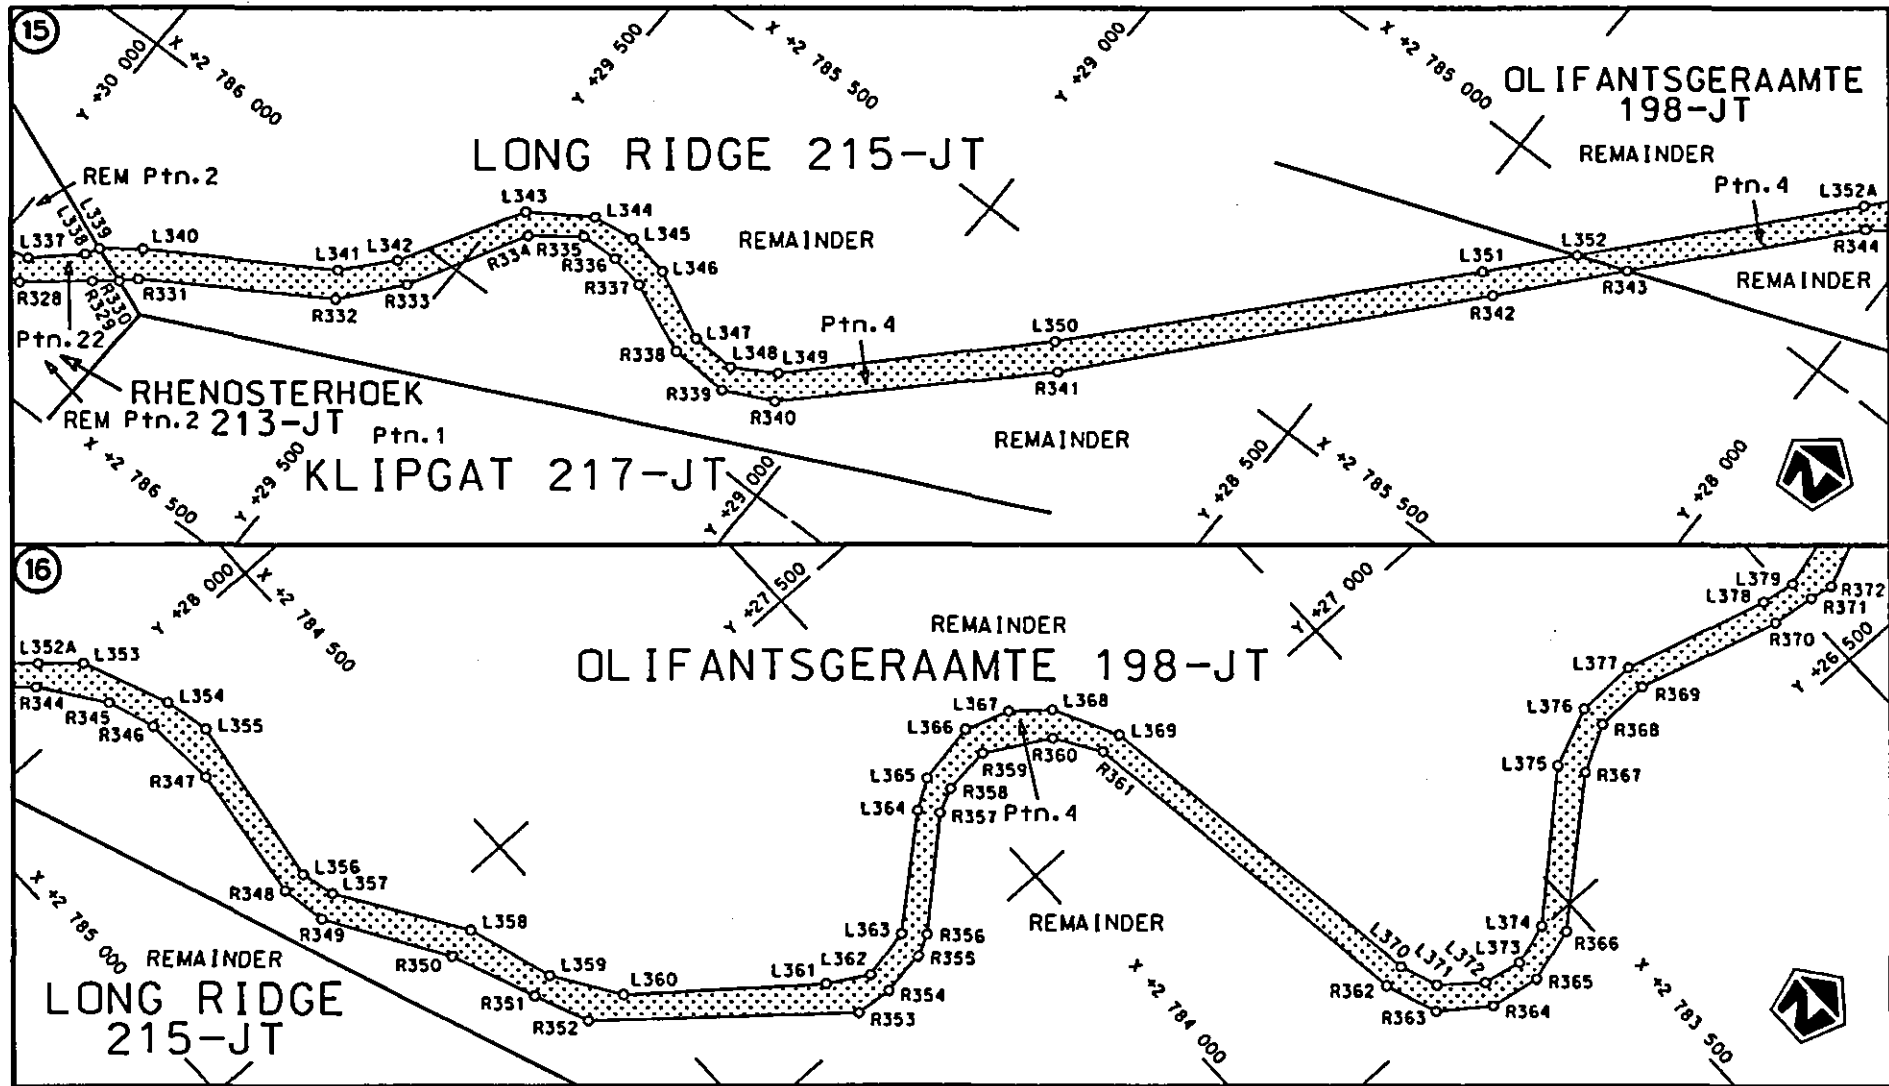 15
Y +30 000
X +2 786 000
Y +29 500
X +2 785 500
Y +29 000
X +2 785 000
OLIFANTSGERAAMTE
198-JT
REMAINDER
LONG RIDGE 215-JT
REM Ptn.2
Ptn.4
L352A
L343
L344
L345
REMAINDER
L339
L338
L337
L340
L341
L342
R334
R335
R336
R337
L346
L351
L352
R344
REMAINDER
R343
R328
R329
R330
R331
R332
R333
R342
Ptn.22
L347
Ptn.4
L350
R338
L348
L349
R339
R340
R341
RHENOSTERHOEK
213-JT
REM Ptn.2
Ptn.1
REMAINDER
KLIPGAT 217-JT
X +2 786 500
Y +29 500
Y +29 000
Y +28 500
X +2 785 500
Y +28 000
16
Y +28 000
X +2 784 500
Y +27 500
Y +27 000
REMAINDER
OLIFANTSGERAAMTE 198-JT
L379
L378
R372
R371
R370
Y +26 500
L352A
L353
L354
L355
R344
R345
R346
R347
L367
L368
L366
L369
L377
L376
R369
R368
L375
R367
R360
R359
R361
L365
R358
L364
R357
Ptn.4
L356
L357
R348
R349
L358
R350
L359
L360
R351
R352
L361
L362
L363
R356
R355
R354
R353
REMAINDER
L370
L371
L372
L373
L374
R366
R365
R364
R363
R362
X +2 785 000
REMAINDER
LONG RIDGE
215-JT
X +2 784 000
X +2 783 500